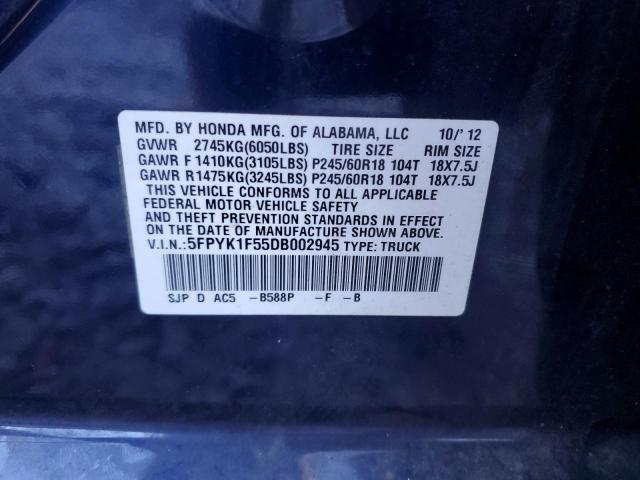 MFD. BY HONDA MFG. OF ALABAMA, LLC 10/'12
GVWR 2745KG(6050LBS) TIRE SIZE RIM SIZE
GAWR F 1410KG(3105LBS) P245/60R18 104T 18X7.5J
GAWR R 1475KG(3245LBS) P245/60R18 104T 18X7.5J
THIS VEHICLE CONFORMS TO ALL APPLICABLE
FEDERAL MOTOR VEHICLE SAFETY
AND THEFT PREVENTION STANDARDS IN EFFECT
ON THE DATE OF MANUFACTURE SHOWN ABOVE.
V.I.N.:5FPYK1F55DB002945 TYPE: TRUCK
SJP D AC5 –B588P –F –B